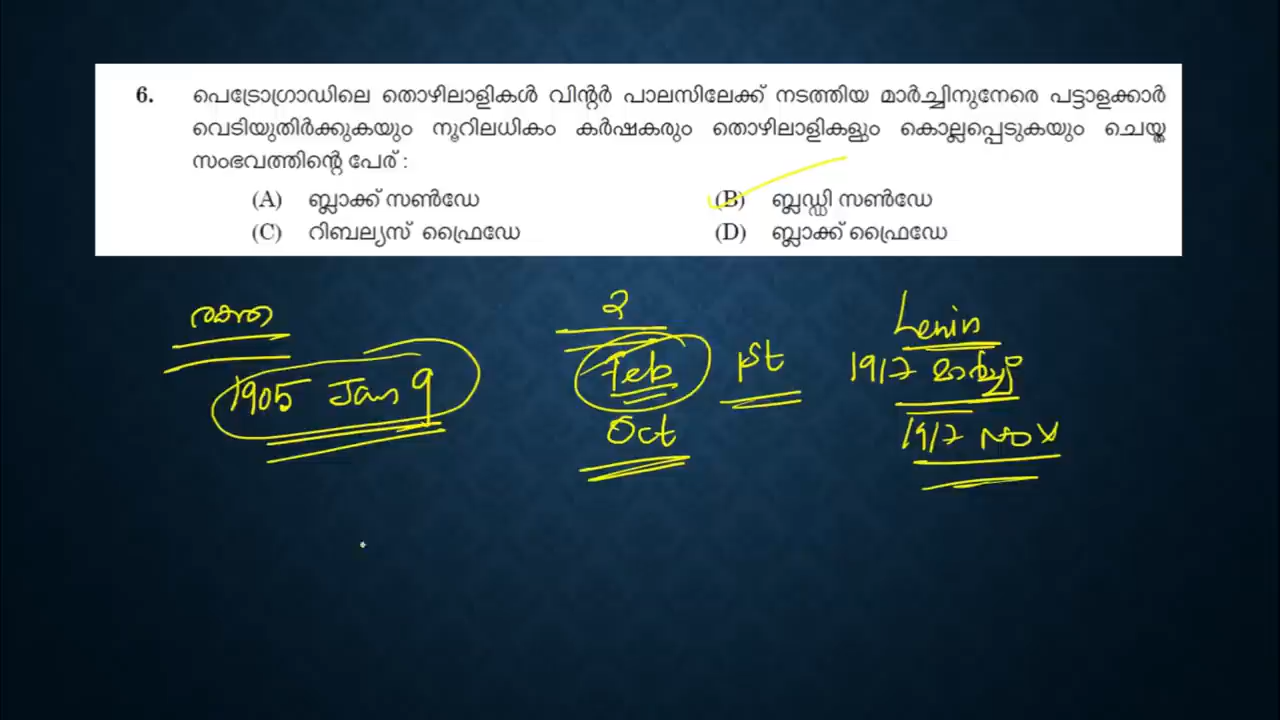 6. പെട്രോഗ്രാഡിലെ തൊഴിലാളികൾ വിന്റർ പാലസിലേക്ക് നടത്തിയ മാർച്ചിനുനേരെ പട്ടാളക്കാർ
വെടിയുതിർക്കുകയും നൂറിലധികം കർഷകരും തൊഴിലാളികളും കൊല്ലപ്പെടുകയും ചെയ്ത
സംഭവത്തിന്റെ പേര് :
(A) ബ്ലാക്ക് സൺഡേ (B) ബ്ലഡ്ഡി സൺഡേ
(C) റിബല്യസ് ഫ്രൈഡേ (D) ബ്ലാക്ക് ഫ്രൈഡേ
രക്ത 2 Lenin
1905 Jan 9 Feb 1st 1917 മാർച്ച്
Oct 1917 Nov